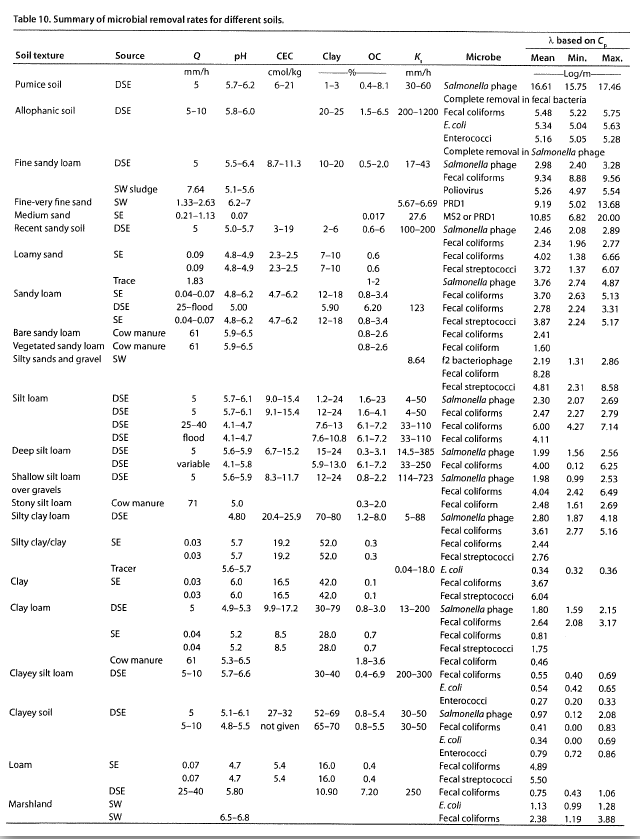 Table 10. Summary of microbial removal rates for different soils.
λ based on Cp
Soil texture Source Q pH CEC Clay OC Ks Microbe Mean Min. Max.
mm/h cmol/kg % mm/h Log/m
Pumice soil DSE 5 5.7–6.2 6–21 1–3 0.4–8.1 30–60 Salmonella phage 16.61 15.75 17.46
Complete removal in fecal bacteria
Allophanic soil DSE 5–10 5.8–6.0 20–25 1.5–6.5 200–1200 Fecal coliforms 5.48 5.22 5.75
E. coli 5.34 5.04 5.63
Enterococci 5.16 5.05 5.28
Complete removal in Salmonella phage
Fine sandy loam DSE 5 5.5–6.4 8.7–11.3 10–20 0.5–2.0 17–43 Salmonella phage 2.98 2.40 3.28
Fecal coliforms 9.34 8.88 9.56
SW sludge 7.64 5.1–5.6 Poliovirus 5.26 4.97 5.54
Fine-very fine sand SW 1.33–2.63 6.2–7 5.67–6.69 PRD1 9.19 5.02 13.68
Medium sand SE 0.21–1.13 0.07 0.017 27.6 MS2 or PRD1 10.85 6.82 20.00
Recent sandy soil DSE 5 5.0–5.7 3–19 2–6 0.6–6 100–200 Salmonella phage 2.46 2.08 2.89
Fecal coliforms 2.34 1.96 2.77
Loamy sand SE 0.09 4.8–4.9 2.3–2.5 7–10 0.6 Fecal coliforms 4.02 1.38 6.66
0.09 4.8–4.9 2.3–2.5 7–10 0.6 Fecal streptococci 3.72 1.37 6.07
Trace 1.83 1–2 Salmonella phage 3.76 2.74 4.87
Sandy loam SE 0.04–0.07 4.8–6.2 4.7–6.2 12–18 0.8–3.4 Fecal coliforms 3.70 2.63 5.13
DSE 25–flood 5.00 5.90 6.20 123 Fecal coliforms 2.78 2.24 3.31
SE 0.04–0.07 4.8–6.2 4.7–6.2 12–18 0.8–3.4 Fecal streptococci 3.87 2.24 5.17
Bare sandy loam Cow manure 61 5.9–6.5 0.8–2.6 Fecal coliforms 2.41
Vegetated sandy loam Cow manure 61 5.9–6.5 0.8–2.6 Fecal coliform 1.60
Silty sands and gravel SW 8.64 f2 bacteriophage 2.19 1.31 2.86
Fecal coliform 8.28
Fecal streptococci 4.81 2.31 8.58
Silt loam DSE 5 5.7–6.1 9.0–15.4 1.2–24 1.6–23 4–50 Salmonella phage 2.30 2.07 2.69
DSE 5 5.7–6.1 9.1–15.4 12–24 1.6–4.1 4–50 Fecal coliforms 2.47 2.27 2.79
DSE 25–40 4.1–4.7 7.6–13 6.1–7.2 33–110 Fecal coliforms 6.00 4.27 7.14
DSE flood 4.1–4.7 7.6–10.8 6.1–7.2 33–110 Fecal coliforms 4.11
Deep silt loam DSE 5 5.6–5.9 6.7–15.2 15–24 0.3–3.1 14.5–385 Salmonella phage 1.99 1.56 2.56
DSE variable 4.1–5.8 5.9–13.0 6.1–7.2 33–250 Fecal coliforms 4.00 0.12 6.25
Shallow silt loam DSE 5 5.6–5.9 8.3–11.7 12–24 0.8–2.2 114–723 Salmonella phage 1.98 0.99 2.53
over gravels Fecal coliforms 4.04 2.42 6.49
Stony silt loam Cow manure 71 5.0 0.3–2.0 Fecal coliform 2.48 1.61 2.69
Silty clay loam DSE 4.80 20.4–25.9 70–80 1.2–8.0 5–88 Salmonella phage 2.80 1.87 4.18
Fecal coliforms 3.61 2.77 5.16
Silty clay/clay SE 0.03 5.7 19.2 52.0 0.3 Fecal coliforms 2.44
0.03 5.7 19.2 52.0 0.3 Fecal streptococci 2.76
Tracer 5.6–5.7 0.04–18.0 E. coli 0.34 0.32 0.36
Clay SE 0.03 6.0 16.5 42.0 0.1 Fecal coliforms 3.67
0.03 6.0 16.5 42.0 0.1 Fecal streptococci 6.04
Clay loam DSE 5 4.9–5.3 9.9–17.2 30–79 0.8–3.0 13–200 Salmonella phage 1.80 1.59 2.15
Fecal coliforms 2.64 2.08 3.17
SE 0.04 5.2 8.5 28.0 0.7 Fecal coliforms 0.81
0.04 5.2 8.5 28.0 0.7 Fecal streptococci 1.75
Cow manure 61 5.3–6.5 1.8–3.6 Fecal coliform 0.46
Clayey silt loam DSE 5–10 5.7–6.6 30–40 0.4–6.9 200–300 Fecal coliforms 0.55 0.40 0.69
E. coli 0.54 0.42 0.65
Enterococci 0.27 0.20 0.33
Clayey soil DSE 5 5.1–6.1 27–32 52–69 0.8–5.4 30–50 Salmonella phage 0.97 0.12 2.08
5–10 4.8–5.5 not given 65–70 0.8–5.5 30–50 Fecal coliforms 0.41 0.00 0.83
E. coli 0.34 0.00 0.69
Enterococci 0.79 0.72 0.86
Loam SE 0.07 4.7 5.4 16.0 0.4 Fecal coliforms 4.89
0.07 4.7 5.4 16.0 0.4 Fecal streptococci 5.50
DSE 25–40 5.80 10.90 7.20 250 Fecal coliforms 0.75 0.43 1.06
Marshland SW E. coli 1.13 0.99 1.28
SW 6.5–6.8 Fecal coliforms 2.38 1.19 3.88